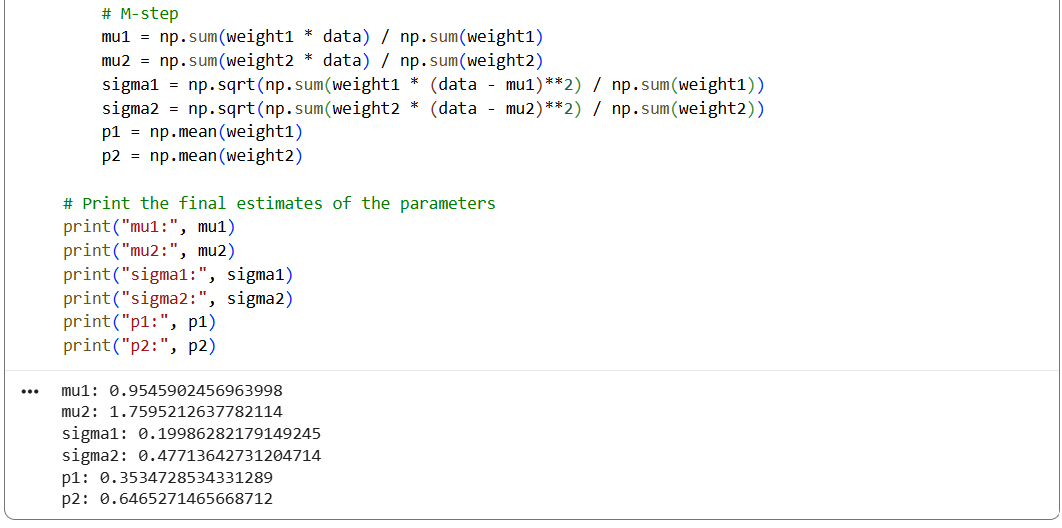 # M-step
mu1 = np.sum(weight1 * data) / np.sum(weight1)
mu2 = np.sum(weight2 * data) / np.sum(weight2)
sigma1 = np.sqrt(np.sum(weight1 * (data - mu1)**2) / np.sum(weight1))
sigma2 = np.sqrt(np.sum(weight2 * (data - mu2)**2) / np.sum(weight2))
p1 = np.mean(weight1)
p2 = np.mean(weight2)
# Print the final estimates of the parameters
print("mu1:", mu1)
print("mu2:", mu2)
print("sigma1:", sigma1)
print("sigma2:", sigma2)
print("p1:", p1)
print("p2:", p2)
mu1: 0.9545902456963998
mu2: 1.7595212637782114
sigma1: 0.19986282179149245
sigma2: 0.47713642731204714
p1: 0.3534728534331289
p2: 0.6465271465668712